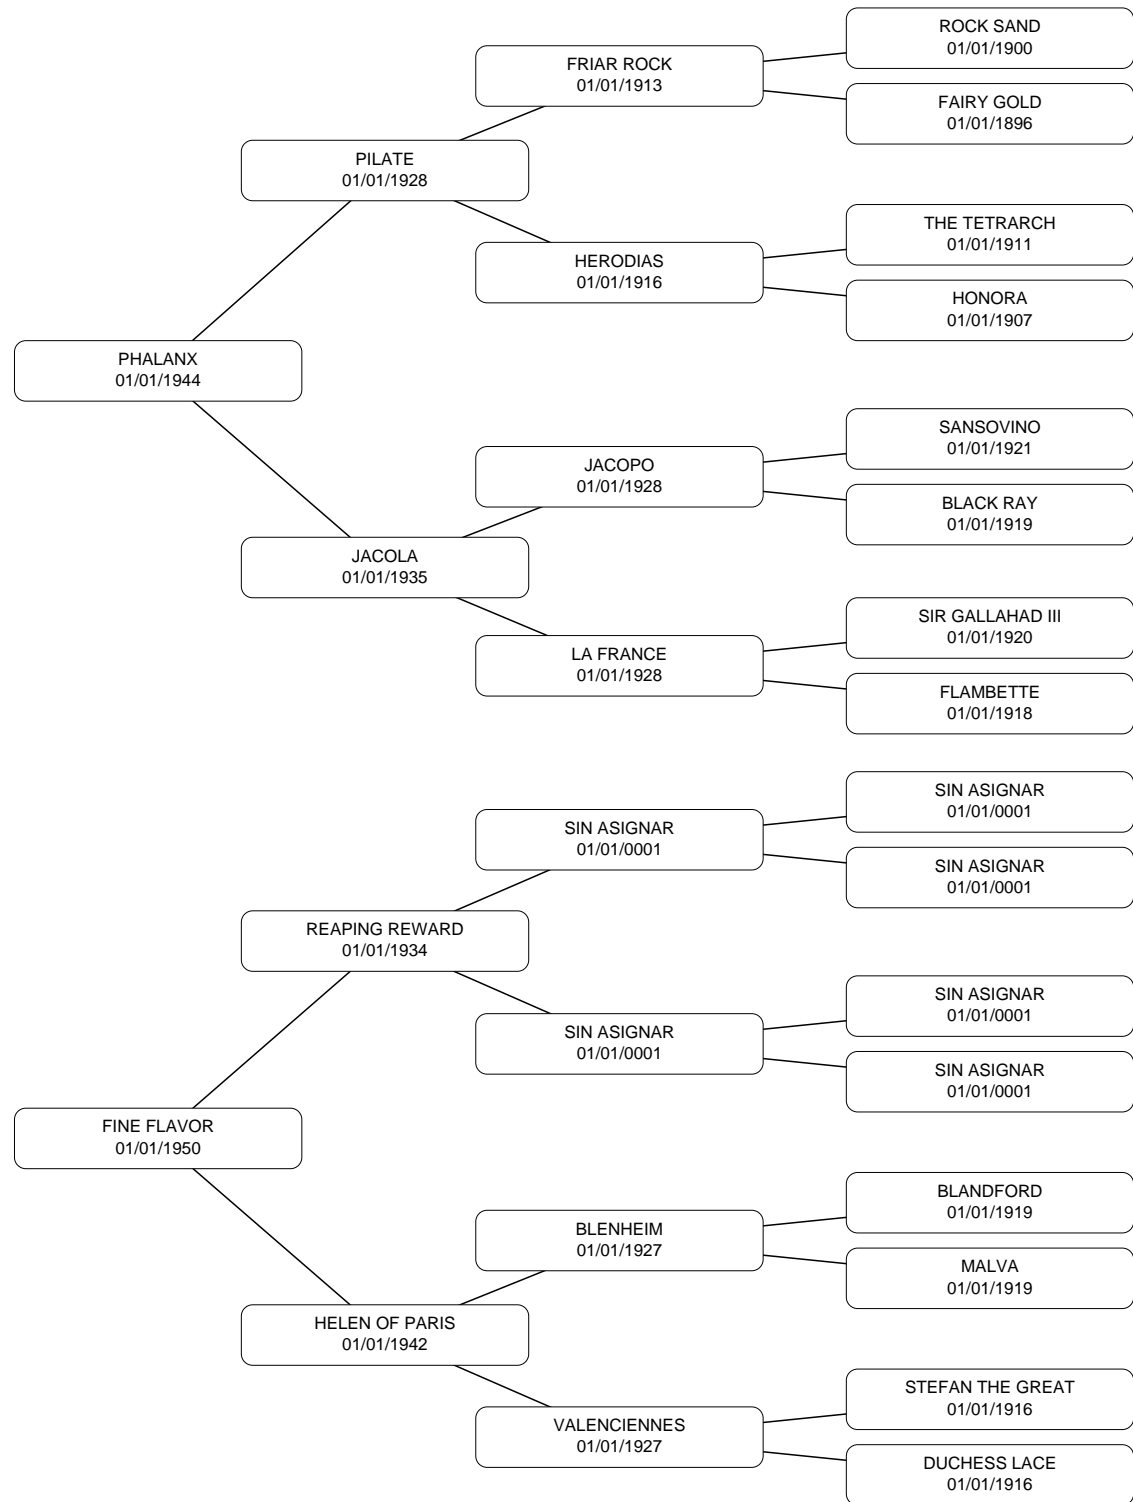 ROCK SAND
01/01/1900
FRIAR ROCK
01/01/1913
FAIRY GOLD
01/01/1896
PILATE
01/01/1928
THE TETRARCH
01/01/1911
HERODIAS
01/01/1916
HONORA
01/01/1907
PHALANX
01/01/1944
SANSOVINO
01/01/1921
JACOPO
01/01/1928
BLACK RAY
01/01/1919
JACOLA
01/01/1935
SIR GALLAHAD III
01/01/1920
LA FRANCE
01/01/1928
FLAMBETTE
01/01/1918
SIN ASIGNAR
01/01/0001
SIN ASIGNAR
01/01/0001
SIN ASIGNAR
01/01/0001
REAPING REWARD
01/01/1934
SIN ASIGNAR
01/01/0001
SIN ASIGNAR
01/01/0001
SIN ASIGNAR
01/01/0001
FINE FLAVOR
01/01/1950
BLANDFORD
01/01/1919
BLENHEIM
01/01/1927
MALVA
01/01/1919
HELEN OF PARIS
01/01/1942
STEFAN THE GREAT
01/01/1916
VALENCIENNES
01/01/1927
DUCHESS LACE
01/01/1916